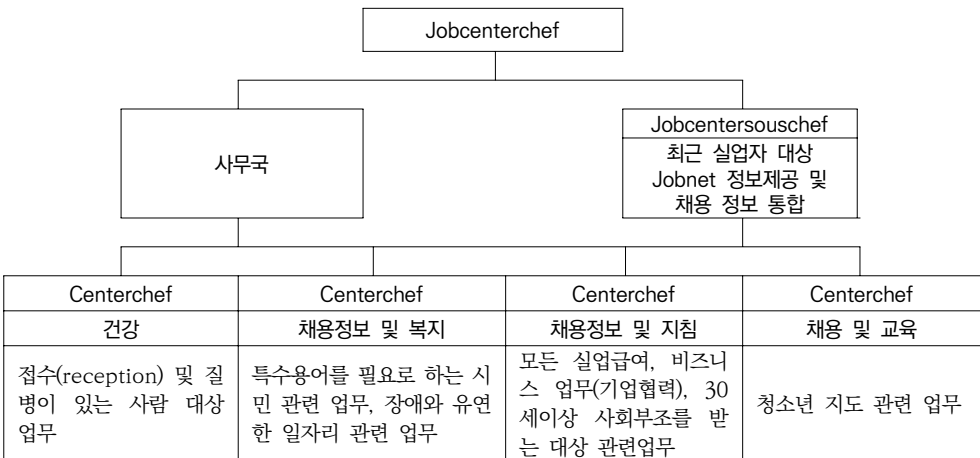 Jobcenterchef
사무국
Jobcentersouschef
최근 실업자 대상
Jobnet 정보제공 및
채용 정보 통합
Centerchef
Centerchef
Centerchef
Centerchef
건강
채용정보 및 복지
채용정보 및 지침
채용 및 교육
접수(reception) 및 질
병이 있는 사람 대상
업무
특수용어를 필요로 하는 시
민 관련 업무, 장애와 유연
한 일자리 관련 업무
모든 실업급여, 비즈니
스 업무(기업협력), 30
세이상 사회부조를 받
는 대상 관련업무
청소년 지도 관련 업무